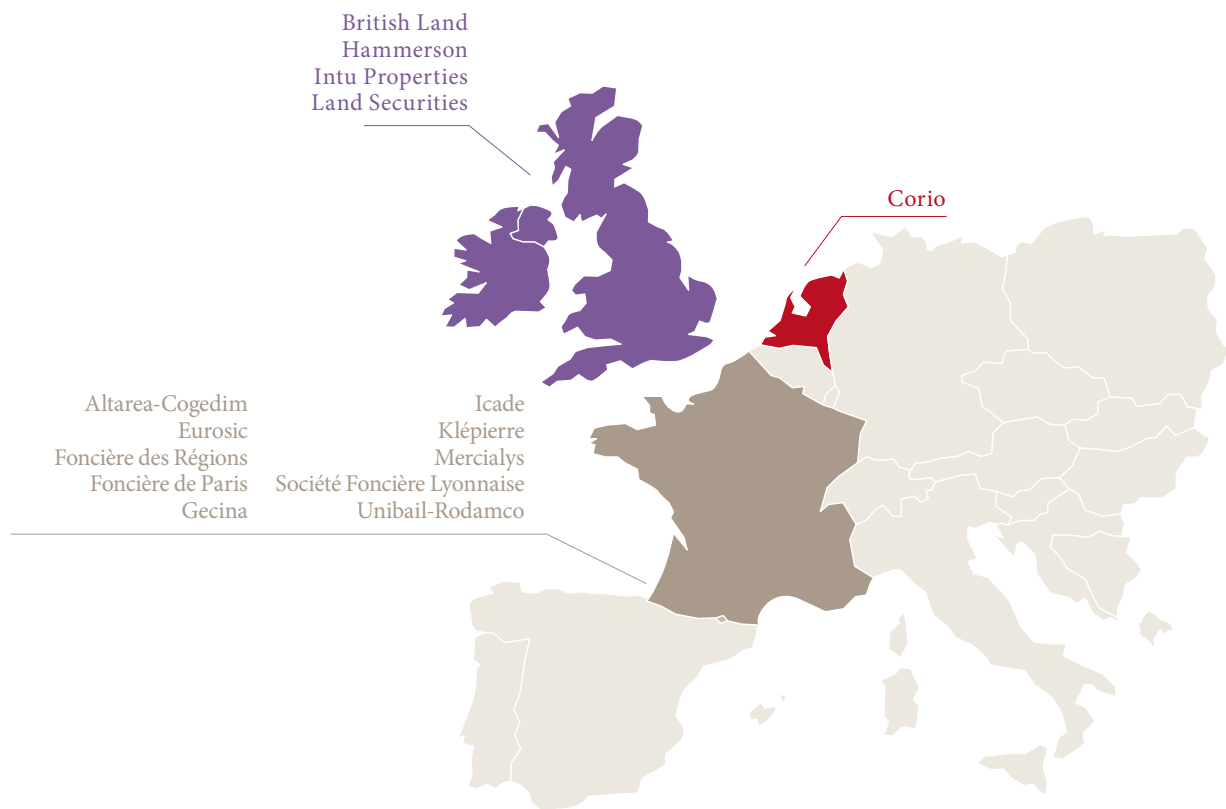 British Land
Hammerson
Intu Properties
Land Securities
Corio
Altarea-Cogedim
Eurosic
Foncière des Régions
Foncière de Paris
Gecina
Icade
Klépierre
Mercialys
Société Foncière Lyonnaise
Unibail-Rodamco